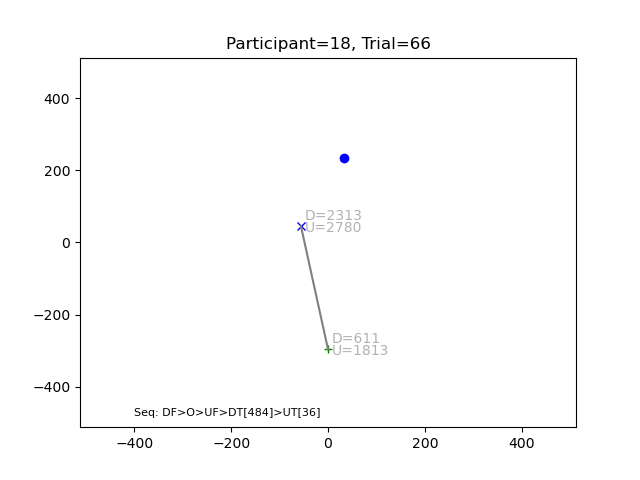 Participant=18, Trial=66
400
200
0
−200
−400
D=2313
U=2780
D=611
U=1813
Seq: DF>O>UF>DT[484]>UT[36]
−400
−200
0
200
400